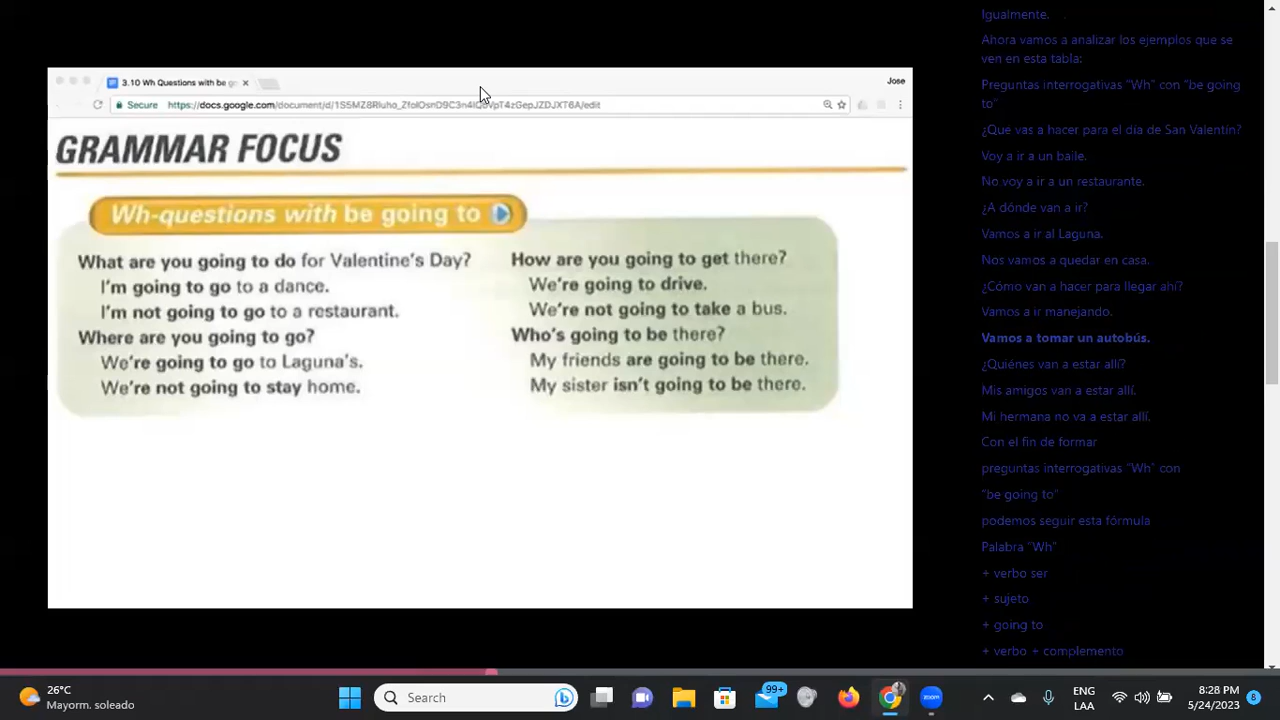 3.10 Wh Questions with be g
Jose
Secure
GRAMMAR FOCUS
Wh-questions with be going to
What are you going to do for Valentine's Day?
I'm going to go to a dance.
I'm not going to go to a restaurant.
Where are you going to go?
We're going to go to Laguna's.
We're not going to stay home.
How are you going to get there?
We're going to drive.
We're not going to take a bus.
Who's going to be there?
My friends are going to be there.
My sister isn't going to be there.
Igualmente.
Ahora vamos a analizar los ejemplos que se
ven en esta tabla:
Preguntas interrogativas "Wh" con "be going
to"
¿Qué vas a hacer para el día de San Valentín?
Voy a ir a un baile.
No voy a ir a un restaurante.
¿A dónde van a ir?
Vamos a ir al Laguna.
Nos vamos a quedar en casa.
¿Cómo van a hacer para llegar ahí?
Vamos a ir manejando.
Vamos a tomar un autobús.
¿Quiénes van a estar allí?
Mis amigos van a estar allí.
Mi hermana no va a estar allí.
Con el fin de formar
preguntas interrogativas "Wh" con
"be going to"
podemos seguir esta fórmula
Palabra "Wh"
+ verbo ser
+ sujeto
+ going to
+ verbo + complemento
26°C
Mayorm. soleado
Search
99+
zoom
ENG
LAA
8:28 PM
5/24/2023
8